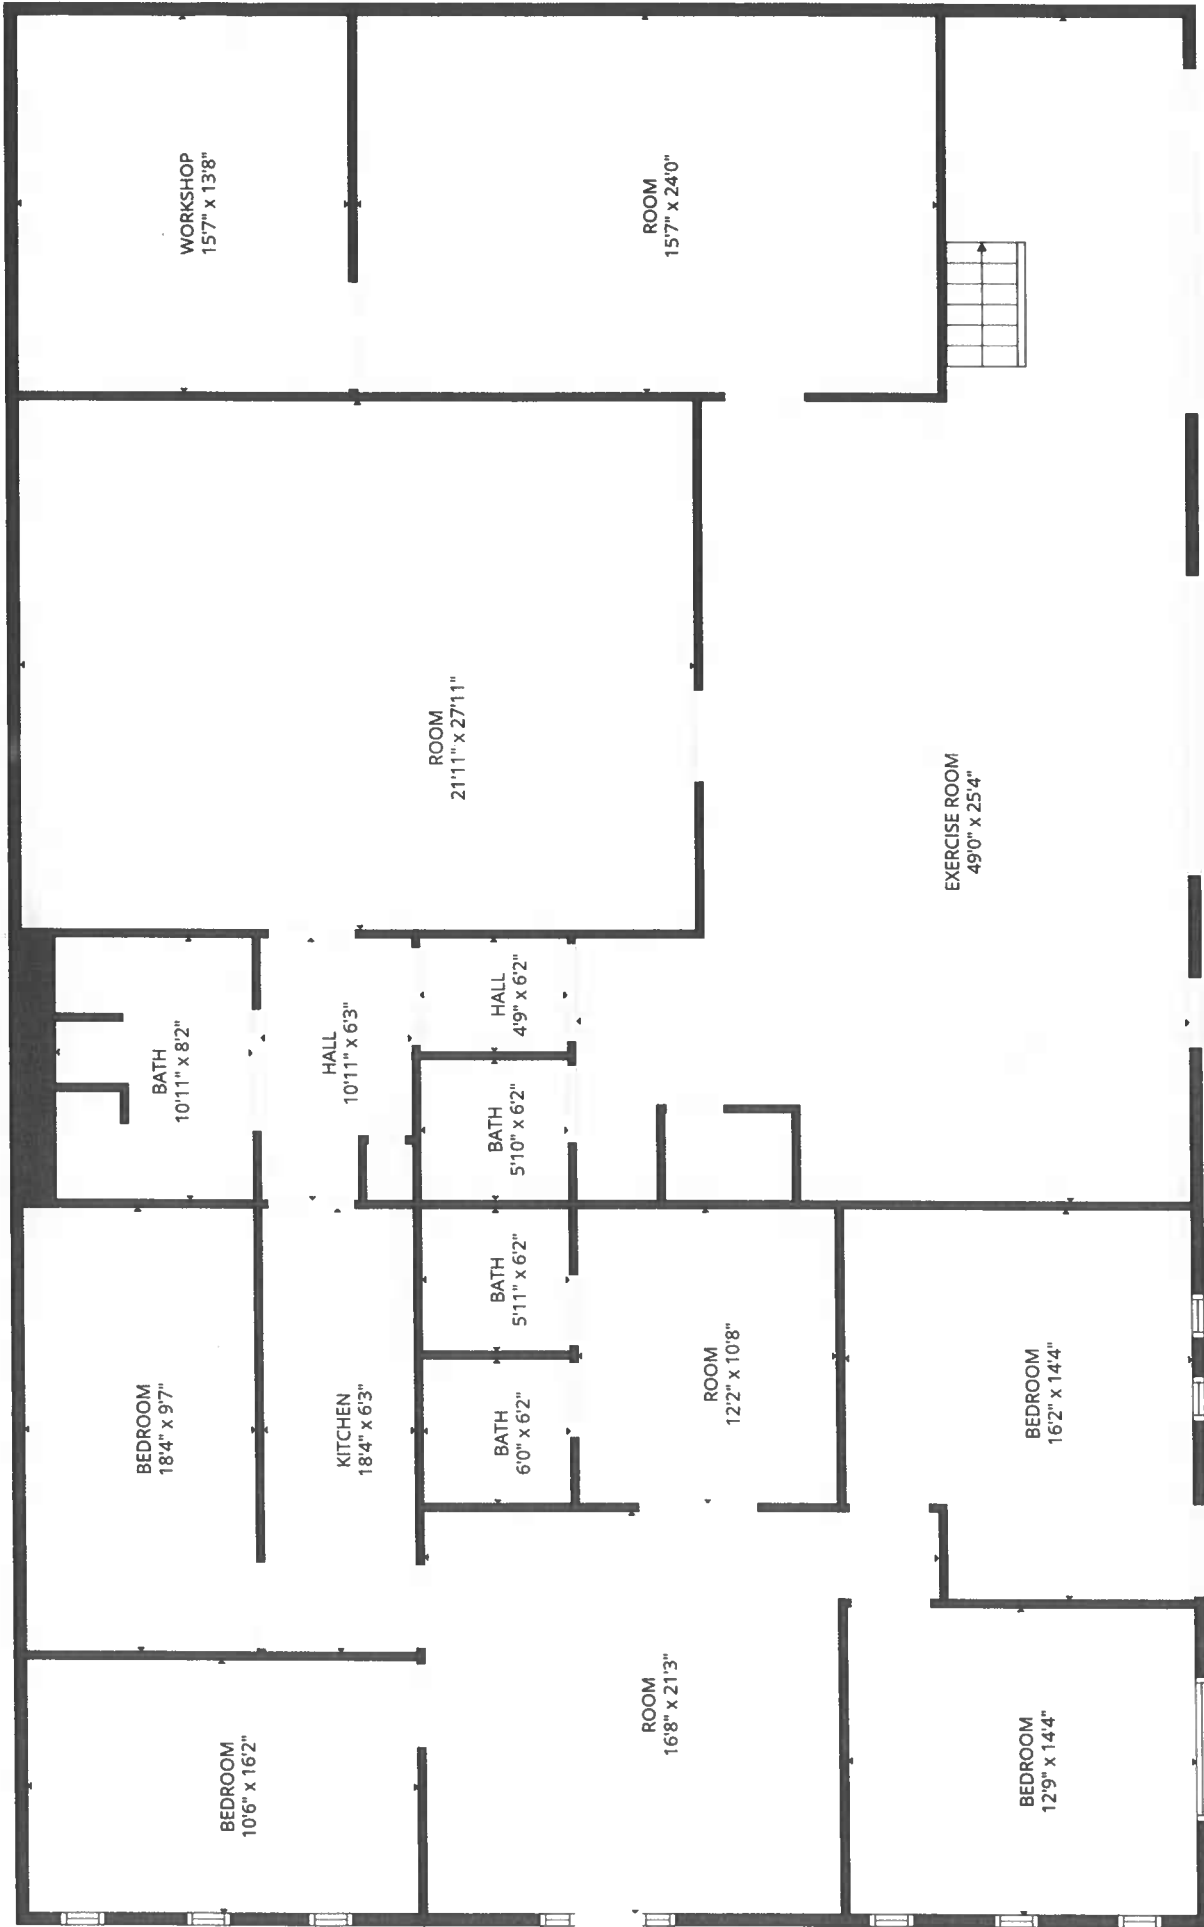 WORKSHOP
15'7" x 13'8"
ROOM
15'7" x 24'0"
ROOM
21'11" x 27'11"
EXERCISE ROOM
49'0" x 25'4"
BATH
10'11" x 8'2"
HALL
10'11" x 6'3"
HALL
4'9" x 6'2"
BATH
5'10" x 6'2"
BATH
5'11" x 6'2"
BATH
6'0" x 6'2"
BEDROOM
18'4" x 9'7"
KITCHEN
18'4" x 6'3"
ROOM
12'2" x 10'8"
BEDROOM
16'2" x 14'4"
BEDROOM
10'6" x 16'2"
ROOM
16'8" x 21'3"
BEDROOM
12'9" x 14'4"